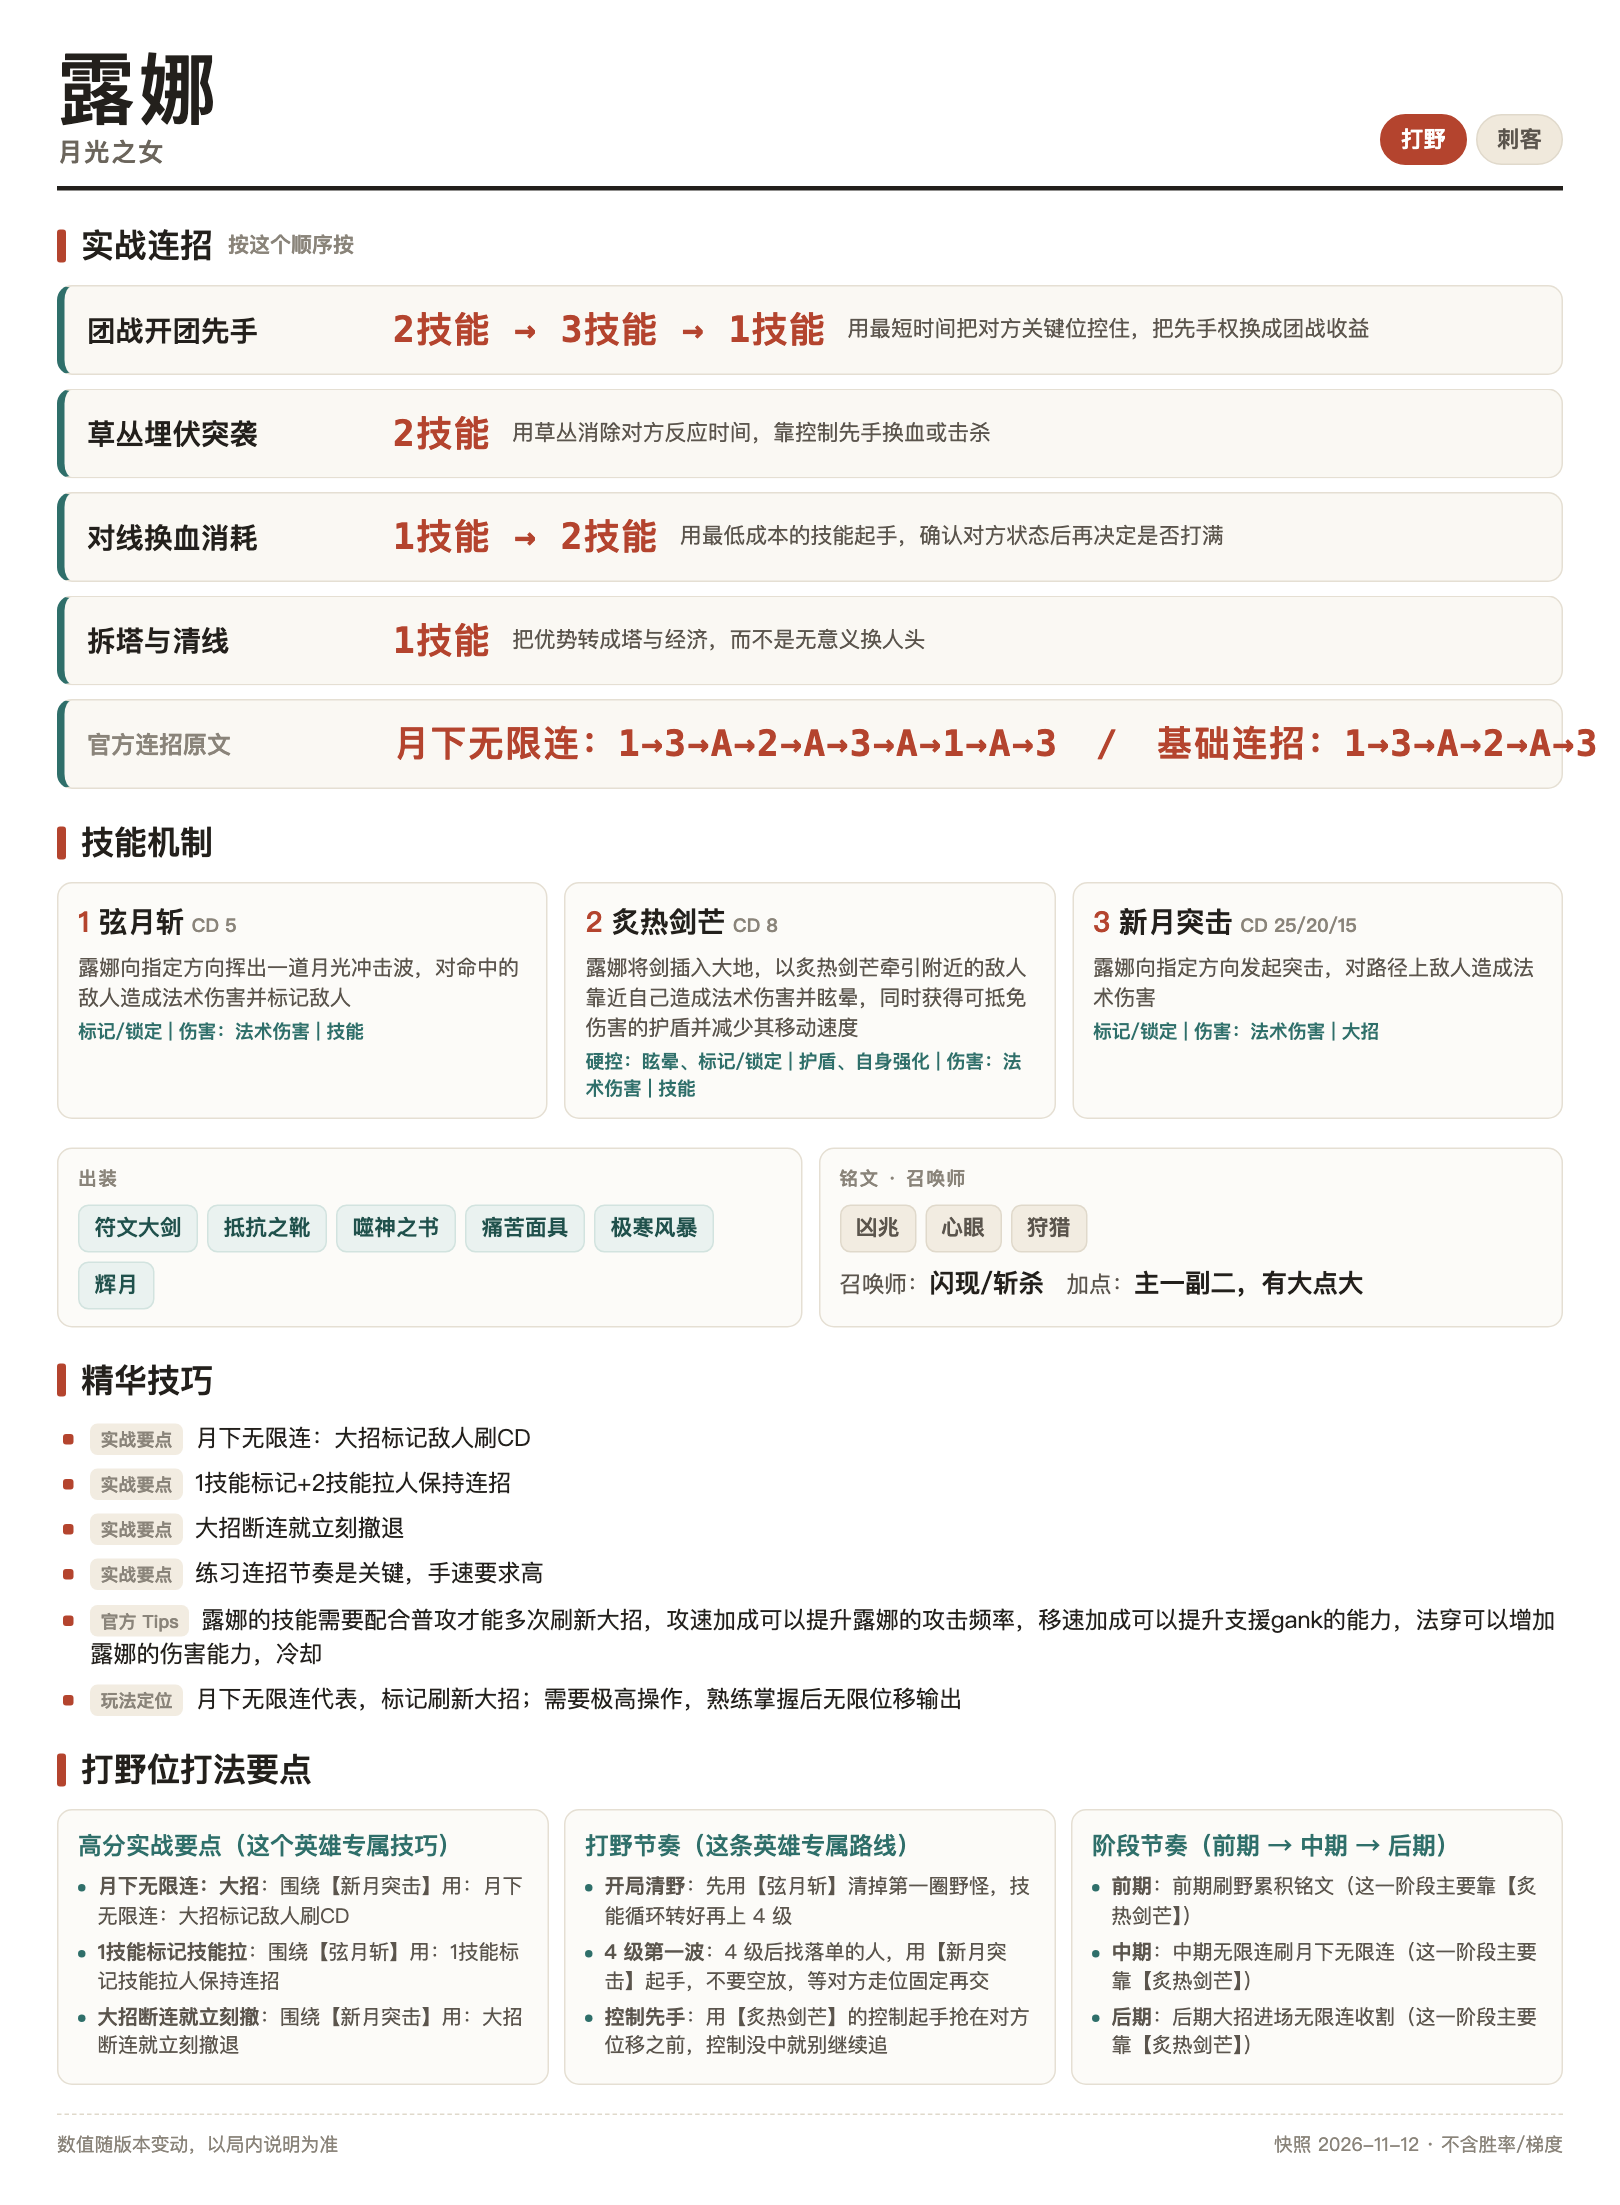 露娜
月光之女
打野 刺客
实战连招 按这个顺序按
团战开团先手 2技能 → 3技能 → 1技能 用最短时间把对方关键位控住，把先手权换成团战收益
草丛埋伏突袭 2技能 用草丛消除对方反应时间，靠控制先手换血或击杀
对线换血消耗 1技能 → 2技能 用最低成本的技能起手，确认对方状态后再决定是否打满
拆塔与清线 1技能 把优势转成塔与经济，而不是无意义换人头
官方连招原文 月下无限连：1→3→A→2→A→3→A→1→A→3 / 基础连招：1→3→A→2→A→3
技能机制
1 弦月斩 CD 5
露娜向指定方向挥出一道月光冲击波，对命中的
敌人造成法术伤害并标记敌人
标记/锁定 | 伤害：法术伤害 | 技能
2 炙热剑芒 CD 8
露娜将剑插入大地，以炙热剑芒牵引附近的敌人
靠近自己造成法术伤害并眩晕，同时获得可抵免
伤害的护盾并减少其移动速度
硬控：眩晕、标记/锁定 | 护盾、自身强化 | 伤害：法
术伤害 | 技能
3 新月突击 CD 25/20/15
露娜向指定方向发起突击，对路径上敌人造成法
术伤害
标记/锁定 | 伤害：法术伤害 | 大招
出装
符文大剑 抵抗之靴 噬神之书 痛苦面具 极寒风暴
辉月
铭文 · 召唤师
凶兆 心眼 狩猎
召唤师：闪现/斩杀 加点：主一副二，有大点大
精华技巧
实战要点 月下无限连：大招标记敌人刷CD
实战要点 1技能标记+2技能拉人保持连招
实战要点 大招断连就立刻撤退
实战要点 练习连招节奏是关键，手速要求高
官方 Tips 露娜的技能需要配合普攻才能多次刷新大招，攻速加成可以提升露娜的攻击频率，移速加成可以提升支援gank的能力，法穿可以增加
露娜的伤害能力，冷却
玩法定位 月下无限连代表，标记刷新大招；需要极高操作，熟练掌握后无限位移输出
打野位打法要点
高分实战要点（这个英雄专属技巧）
月下无限连：大招：围绕【新月突击】用：月下
无限连：大招标记敌人刷CD
1技能标记技能拉：围绕【弦月斩】用：1技能标
记技能拉人保持连招
大招断连就立刻撤：围绕【新月突击】用：大招
断连就立刻撤退
打野节奏（这条英雄专属路线）
开局清野：先用【弦月斩】清掉第一圈野怪，技
能循环转好再上 4 级
4 级第一波：4 级后找落单的人，用【新月突
击】起手，不要空放，等对方走位固定再交
控制先手：用【炙热剑芒】的控制起手抢在对方
位移之前，控制没中就别继续追
阶段节奏（前期 → 中期 → 后期）
前期：前期刷野累积铭文（这一阶段主要靠【炙
热剑芒】）
中期：中期无限连刷月下无限连（这一阶段主要
靠【炙热剑芒】）
后期：后期大招进场无限连收割（这一阶段主要
靠【炙热剑芒】）
数值随版本变动，以局内说明为准
快照 2026-11-12 · 不含胜率/梯度